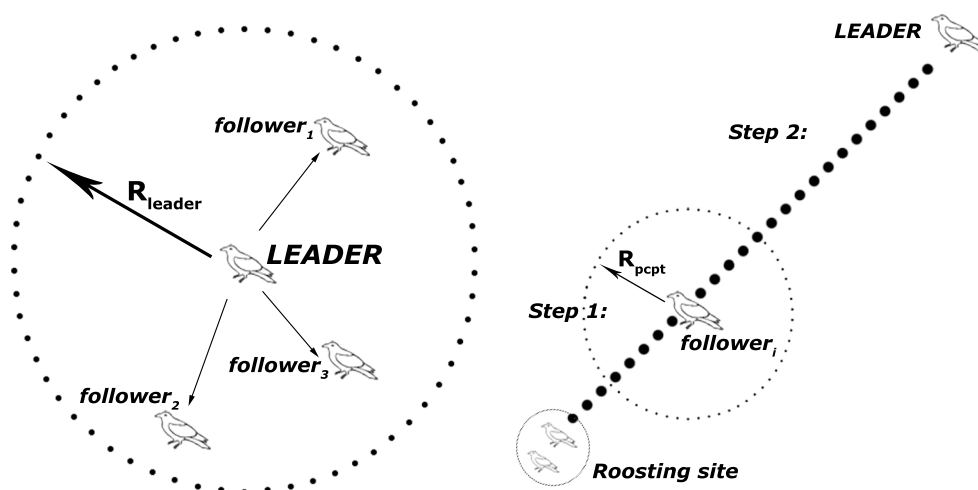 follower1
Rleader
LEADER
follower3
follower2
LEADER
Step 2:
Rpcpt
Step 1:
followeri
Roosting site